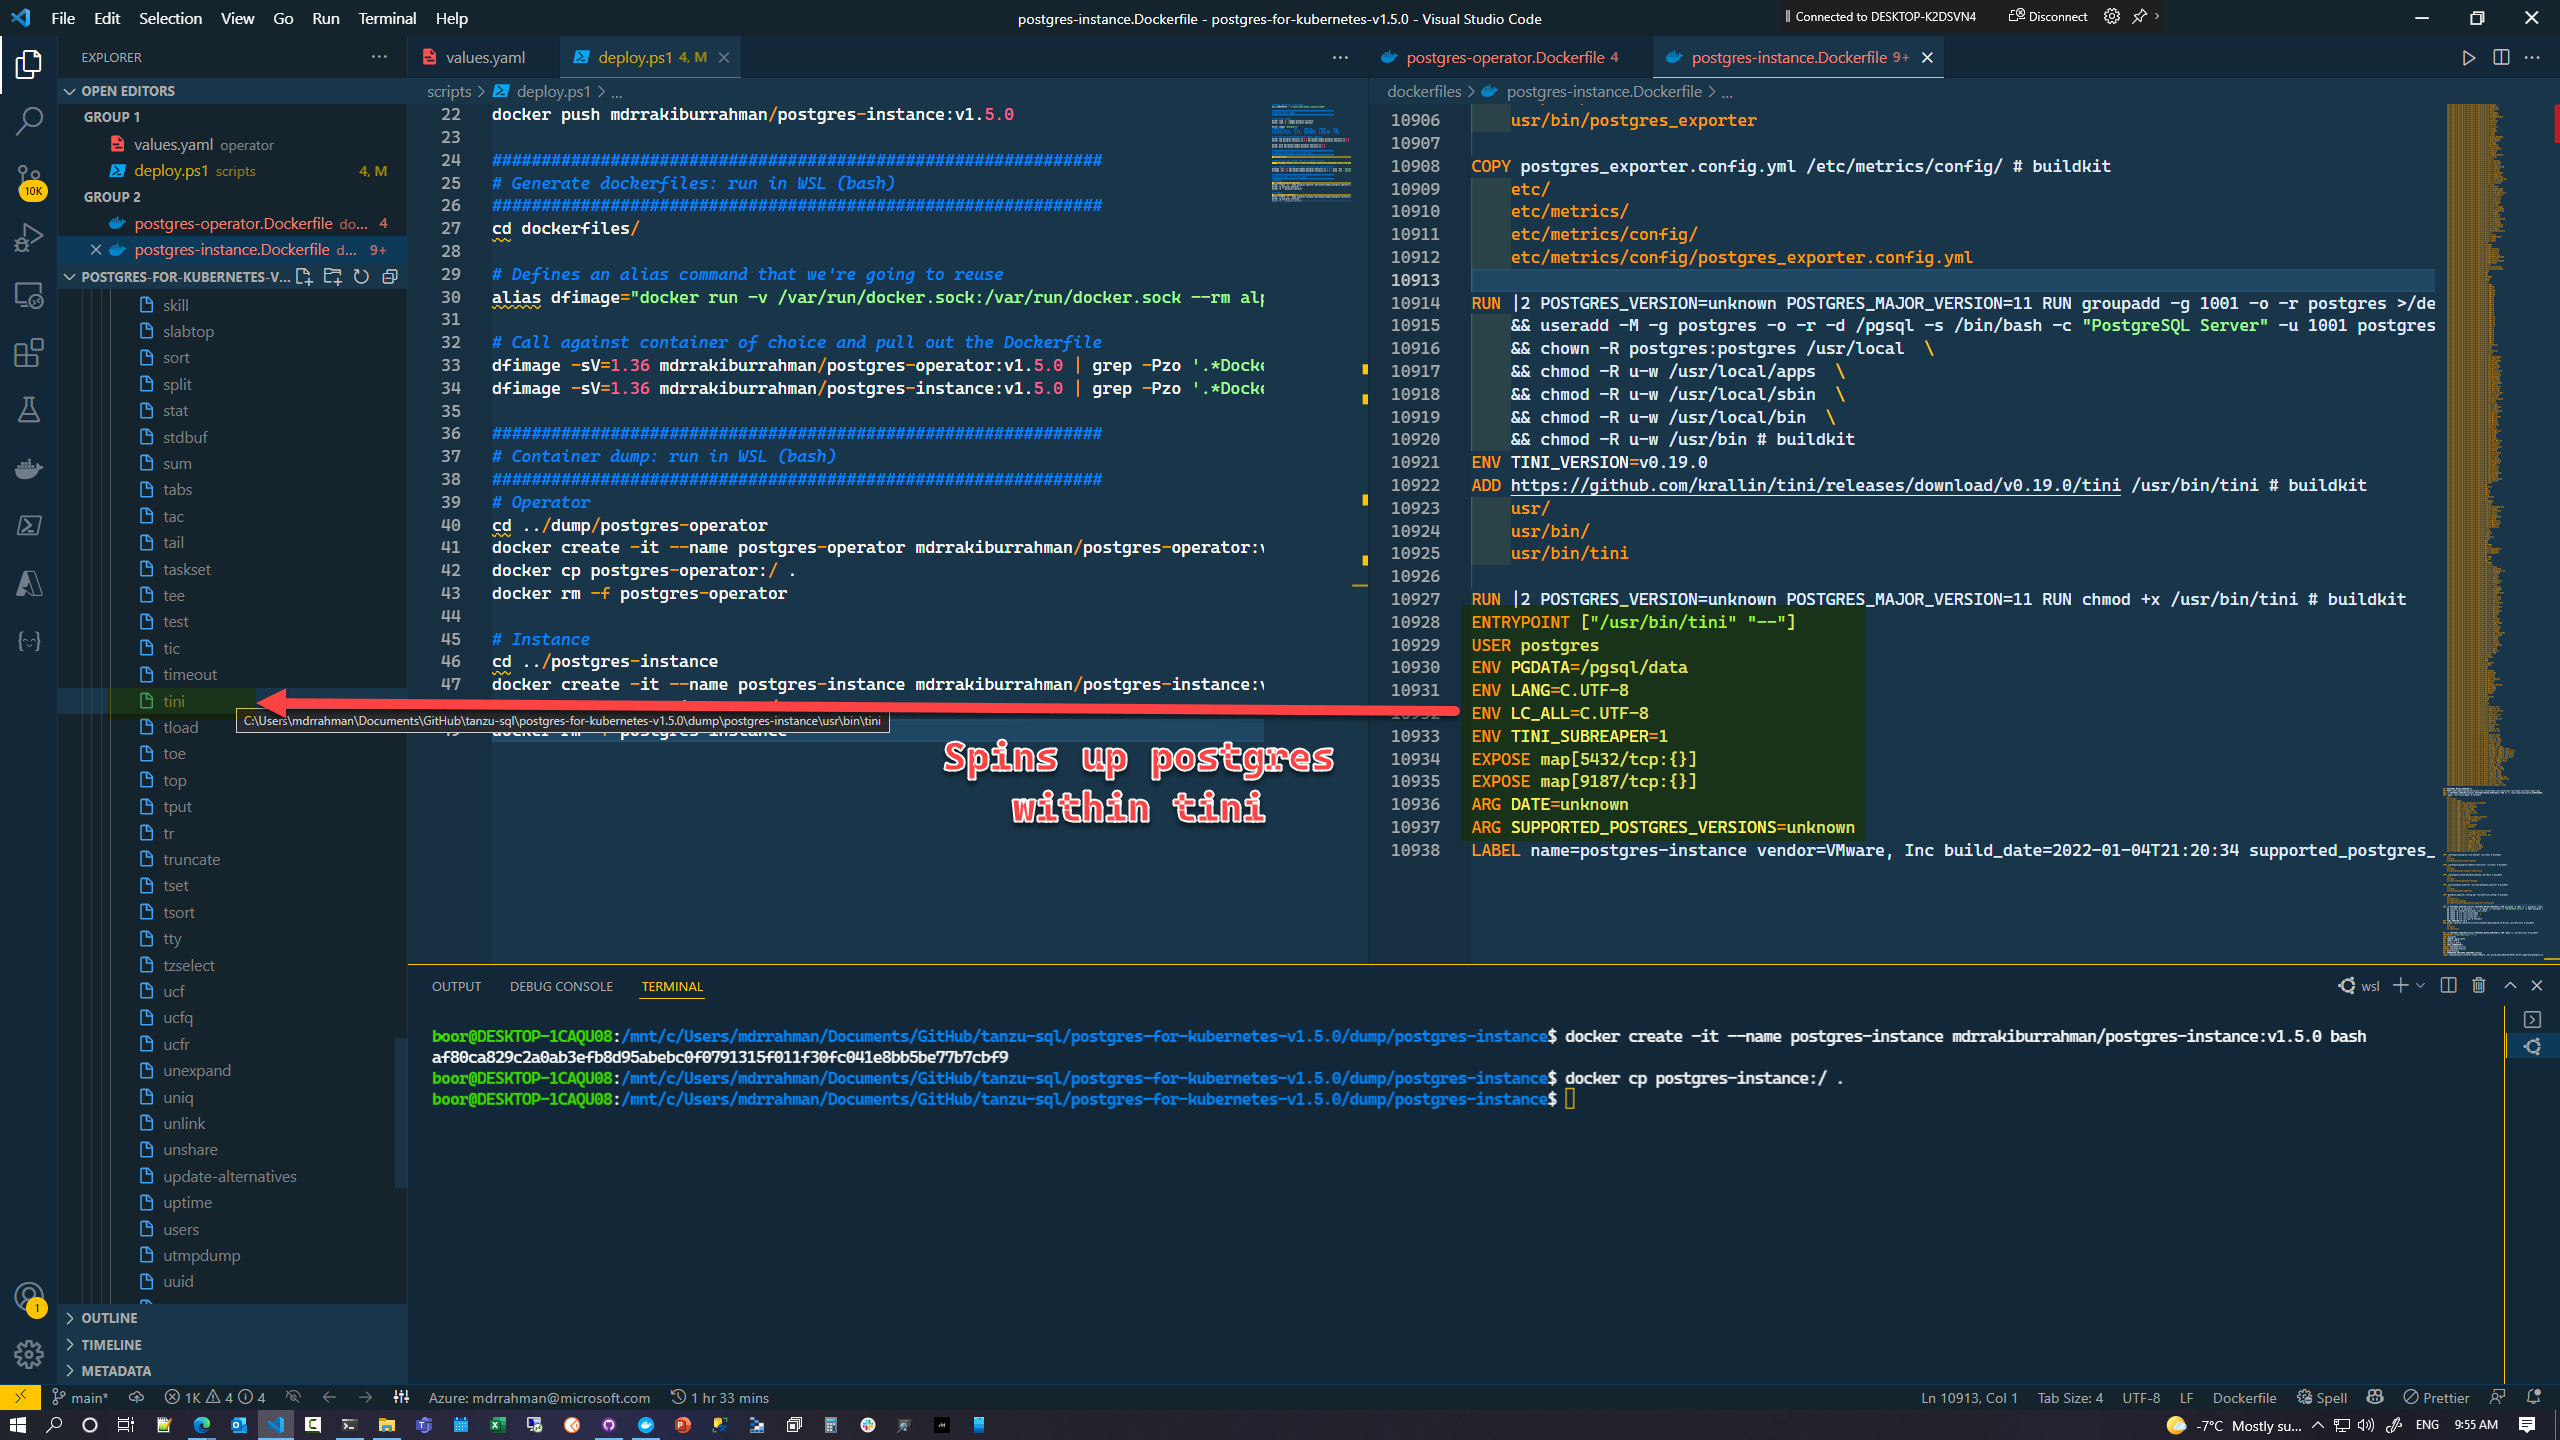 File Edit Selection View Go Run Terminal Help
postgres-instance.Dockerfile - postgres-for-kubernetes-v1.5.0 - Visual Studio Code
Connected to DESKTOP-K2DSVN4
Disconnect
EXPLORER
OPEN EDITORS
GROUP 1
values.yaml operator
deploy.ps1 scripts 4, M
GROUP 2
postgres-operator.Dockerfile do... 4
postgres-instance.Dockerfile d... 9+
POSTGRES-FOR-KUBERNETES-V...
10K
skill
slabtop
sort
split
stat
stdbuf
sum
tabs
tac
tail
taskset
tee
test
tic
timeout
tini
tload
toe
top
tput
tr
truncate
tset
tsort
tty
tzselect
ucf
ucfq
ucfr
unexpand
uniq
unlink
unshare
update-alternatives
uptime
users
utmpdump
uuid
OUTLINE
TIMELINE
METADATA
1
values.yaml
deploy.ps1 4, M
scripts > deploy.ps1 > ...
22 docker push mdrrakiburrahman/postgres-instance:v1.5.0
23
24 ##############################################################
25 # Generate dockerfiles: run in WSL (bash)
26 ##############################################################
27 cd dockerfiles/
28
29 # Defines an alias command that we're going to reuse
30 alias dfimage="docker run -v /var/run/docker.sock:/var/run/docker.sock --rm alp
31
32 # Call against container of choice and pull out the Dockerfile
33 dfimage -sV=1.36 mdrrakiburrahman/postgres-operator:v1.5.0 | grep -Pzo '.*Docke
34 dfimage -sV=1.36 mdrrakiburrahman/postgres-instance:v1.5.0 | grep -Pzo '.*Docke
35
36 ##############################################################
37 # Container dump: run in WSL (bash)
38 ##############################################################
39 # Operator
40 cd ../dump/postgres-operator
41 docker create -it --name postgres-operator mdrrakiburrahman/postgres-operator:v
42 docker cp postgres-operator:/ .
43 docker rm -f postgres-operator
44
45 # Instance
46 cd ../postgres-instance
47 docker create -it --name postgres-instance mdrrakiburrahman/postgres-instance:v
C:\Users\mdrrahman\Documents\GitHub\tanzu-sql\postgres-for-kubernetes-v1.5.0\dump\postgres-instance\usr\bin\tini
Spins up postgres
within tini
postgres-operator.Dockerfile 4
postgres-instance.Dockerfile 9+
dockerfiles > postgres-instance.Dockerfile > ...
10906 usr/bin/postgres_exporter
10907
10908 COPY postgres_exporter.config.yml /etc/metrics/config/ # buildkit
10909 etc/
10910 etc/metrics/
10911 etc/metrics/config/
10912 etc/metrics/config/postgres_exporter.config.yml
10913
10914 RUN |2 POSTGRES_VERSION=unknown POSTGRES_MAJOR_VERSION=11 RUN groupadd -g 1001 -o -r postgres >/de
10915 && useradd -M -g postgres -o -r -d /pgsql -s /bin/bash -c "PostgreSQL Server" -u 1001 postgres
10916 && chown -R postgres:postgres /usr/local \
10917 && chmod -R u-w /usr/local/apps \
10918 && chmod -R u-w /usr/local/sbin \
10919 && chmod -R u-w /usr/local/bin \
10920 && chmod -R u-w /usr/bin # buildkit
10921 ENV TINI_VERSION=v0.19.0
10922 ADD https://github.com/krallin/tini/releases/download/v0.19.0/tini /usr/bin/tini # buildkit
10923 usr/
10924 usr/bin/
10925 usr/bin/tini
10926
10927 RUN |2 POSTGRES_VERSION=unknown POSTGRES_MAJOR_VERSION=11 RUN chmod +x /usr/bin/tini # buildkit
10928 ENTRYPOINT ["/usr/bin/tini" "--"]
10929 USER postgres
10930 ENV PGDATA=/pgsql/data
10931 ENV LANG=C.UTF-8
ENV LC_ALL=C.UTF-8
10933 ENV TINI_SUBREAPER=1
10934 EXPOSE map[5432/tcp:{}]
10935 EXPOSE map[9187/tcp:{}]
10936 ARG DATE=unknown
10937 ARG SUPPORTED_POSTGRES_VERSIONS=unknown
10938 LABEL name=postgres-instance vendor=VMware, Inc build_date=2022-01-04T21:20:34 supported_postgres_
OUTPUT DEBUG CONSOLE TERMINAL
wsl
boor@DESKTOP-1CAQU08:/mnt/c/Users/mdrrahman/Documents/GitHub/tanzu-sql/postgres-for-kubernetes-v1.5.0/dump/postgres-instance$ docker create -it --name postgres-instance mdrrakiburrahman/postgres-instance:v1.5.0 bash
af80ca829c2a0ab3efb8d95abebc0f0791315f011f30fc041e8bb5be77b7cbf9
boor@DESKTOP-1CAQU08:/mnt/c/Users/mdrrahman/Documents/GitHub/tanzu-sql/postgres-for-kubernetes-v1.5.0/dump/postgres-instance$ docker cp postgres-instance:/ .
boor@DESKTOP-1CAQU08:/mnt/c/Users/mdrrahman/Documents/GitHub/tanzu-sql/postgres-for-kubernetes-v1.5.0/dump/postgres-instance$
main* 1K 4 4 Azure: mdrrahman@microsoft.com 1 hr 33 mins
Ln 10913, Col 1 Tab Size: 4 UTF-8 LF Dockerfile Spell Prettier
-7°C Mostly su... ENG 9:55 AM